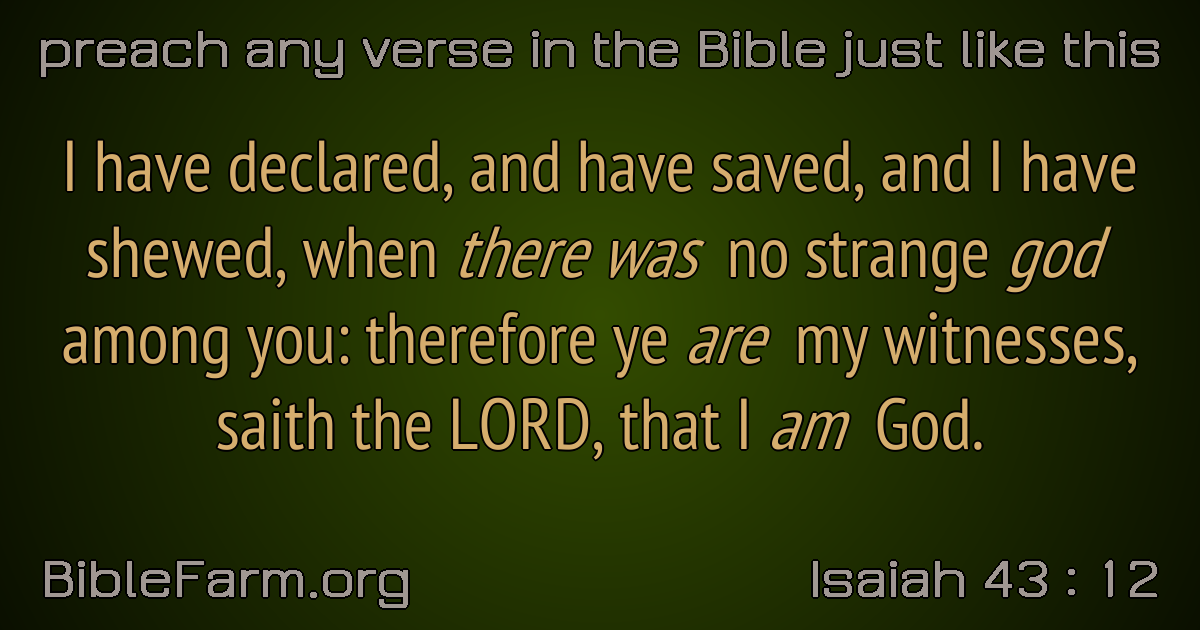 preach any verse in the Bible just like this
I have declared, and have saved, and I have
shewed, when there was no strange god
among you: therefore ye are my witnesses,
saith the LORD, that I am God.
BibleFarm.org
Isaiah 43 : 12